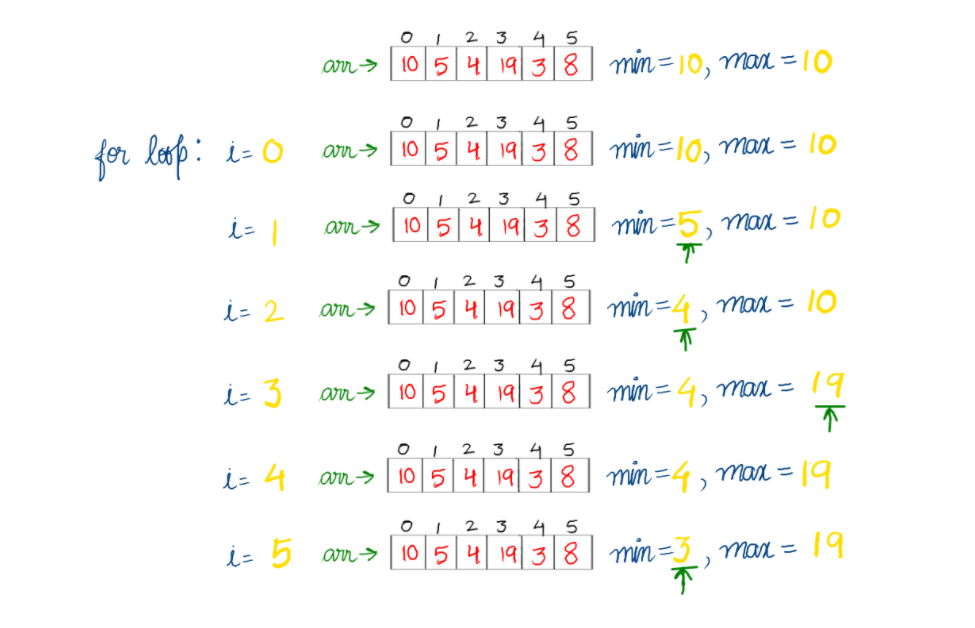 0 1 2 3 4 5
arr→ 10 5 4 19 3 8 min=10, max=10
0 1 2 3 4 5
for loop: i=0 arr→ 10 5 4 19 3 8 min=10, max=10
0 1 2 3 4 5
i=1 arr→ 10 5 4 19 3 8 min=5, max=10
0 1 2 3 4 5
i=2 arr→ 10 5 4 19 3 8 min=4, max=10
0 1 2 3 4 5
i=3 arr→ 10 5 4 19 3 8 min=4, max=19
0 1 2 3 4 5
i=4 arr→ 10 5 4 19 3 8 min=4, max=19
0 1 2 3 4 5
i=5 arr→ 10 5 4 19 3 8 min=3, max=19